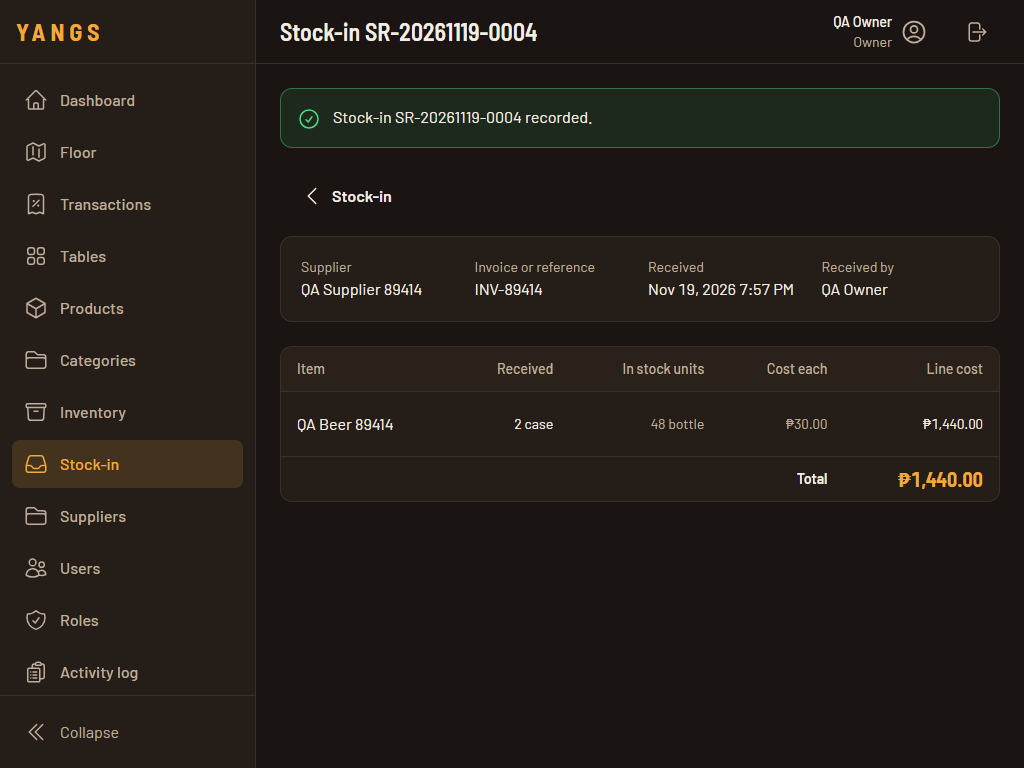 YANGS
Stock-in SR-20261119-0004
QA Owner
Owner
Dashboard
Floor
Transactions
Tables
Products
Categories
Inventory
Stock-in
Suppliers
Users
Roles
Activity log
Collapse
Stock-in SR-20261119-0004 recorded.
Stock-in
Supplier Invoice or reference Received Received by
QA Supplier 89414 INV-89414 Nov 19, 2026 7:57 PM QA Owner
Item Received In stock units Cost each Line cost
QA Beer 89414 2 case 48 bottle ₱30.00 ₱1,440.00
Total ₱1,440.00